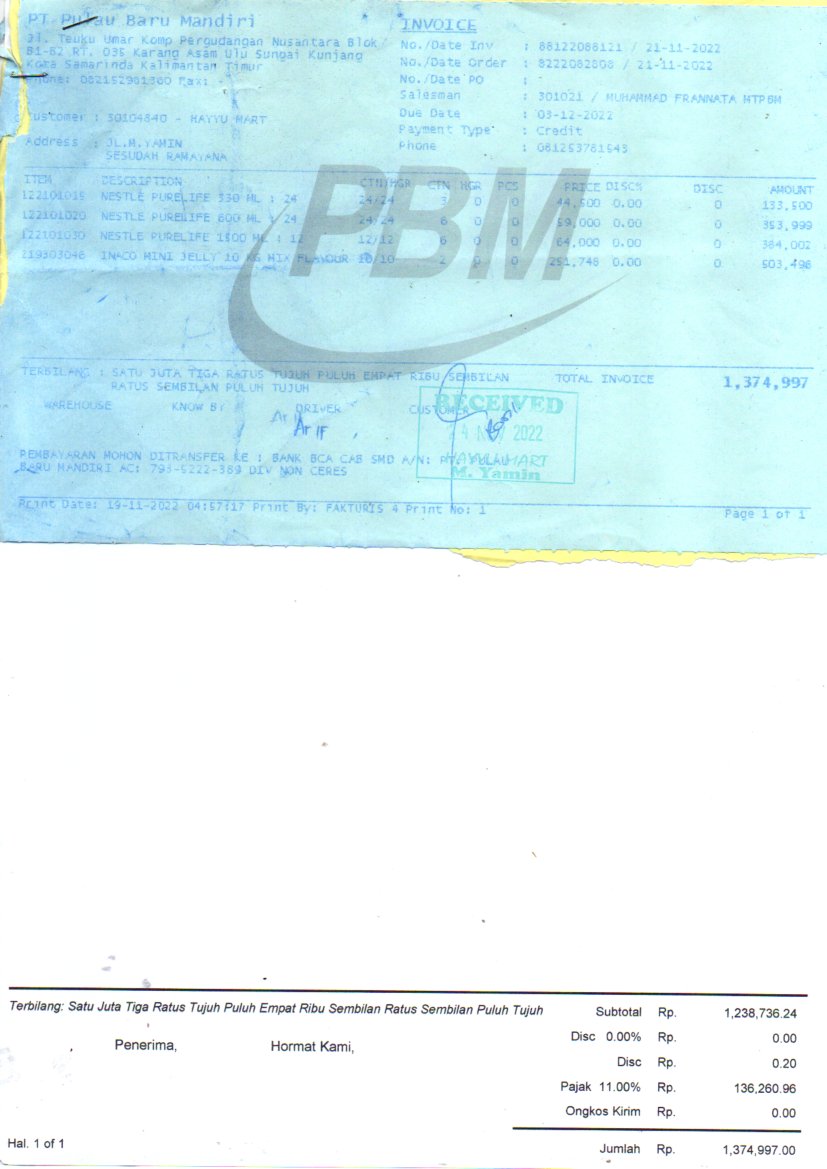 PT Pulau Baru Mandiri
Jl. Teuku Umar Komp Pergudangan Nusantara Blok
B1-B2 RT. 035 Karang Asam Ulu Sungai Kunjang
Kota Samarinda Kalimantan Timur
Phone: 082152981360 Fax: -
Customer : 30104840 - HAYYU MART
Address : JL.M.YAMIN
SESUDAH RAMAYANA
INVOICE
No./Date Inv : 88122088121 / 21-11-2022
No./Date Order : 8222082808 / 21-11-2022
No./Date PO :
Salesman : 301021 / MUHAMMAD FRANNATA MTPBM
Due Date : 03-12-2022
Payment Type : Credit
Phone : 081253781543
ITEM DESCRIPTION CTN/HGR CTN HGR PCS PRICE DISC% DISC AMOUNT
122101015 NESTLE PURELIFE 330 ML : 24 24/24 3 0 0 44,500 0.00 0 133,500
122101020 NESTLE PURELIFE 600 ML : 24 24/24 6 0 0 59,000 0.00 0 353,999
122101030 NESTLE PURELIFE 1500 ML : 12 12/12 6 0 0 64,000 0.00 0 384,002
219303046 INACO MINI JELLY 10 KG MIX FLAVOUR 10/10 2 0 0 251,748 0.00 0 503,496
PBM
TERBILANG : SATU JUTA TIGA RATUS TUJUH PULUH EMPAT RIBU SEMBILAN
RATUS SEMBILAN PULUH TUJUH
TOTAL INVOICE 1,374,997
WAREHOUSE KNOW BY DRIVER CUSTOMER
Ar IF
RECEIVED
2022
HAYYU MART
M. Yamin
PEMBAYARAN MOHON DITRANSFER KE : BANK BCA CAB SMD A/N: PT. PULAU
BARU MANDIRI AC: 793-5222-389 DIV NON CERES
Print Date: 19-11-2022 04:57:17 Print By: FAKTURIS 4 Print No: 1
Page 1 of 1
Terbilang: Satu Juta Tiga Ratus Tujuh Puluh Empat Ribu Sembilan Ratus Sembilan Puluh Tujuh
Penerima, Hormat Kami,
Subtotal Rp. 1,238,736.24
Disc 0.00% Rp. 0.00
Disc Rp. 0.20
Pajak 11.00% Rp. 136,260.96
Ongkos Kirim Rp. 0.00
Jumlah Rp. 1,374,997.00
Hal. 1 of 1